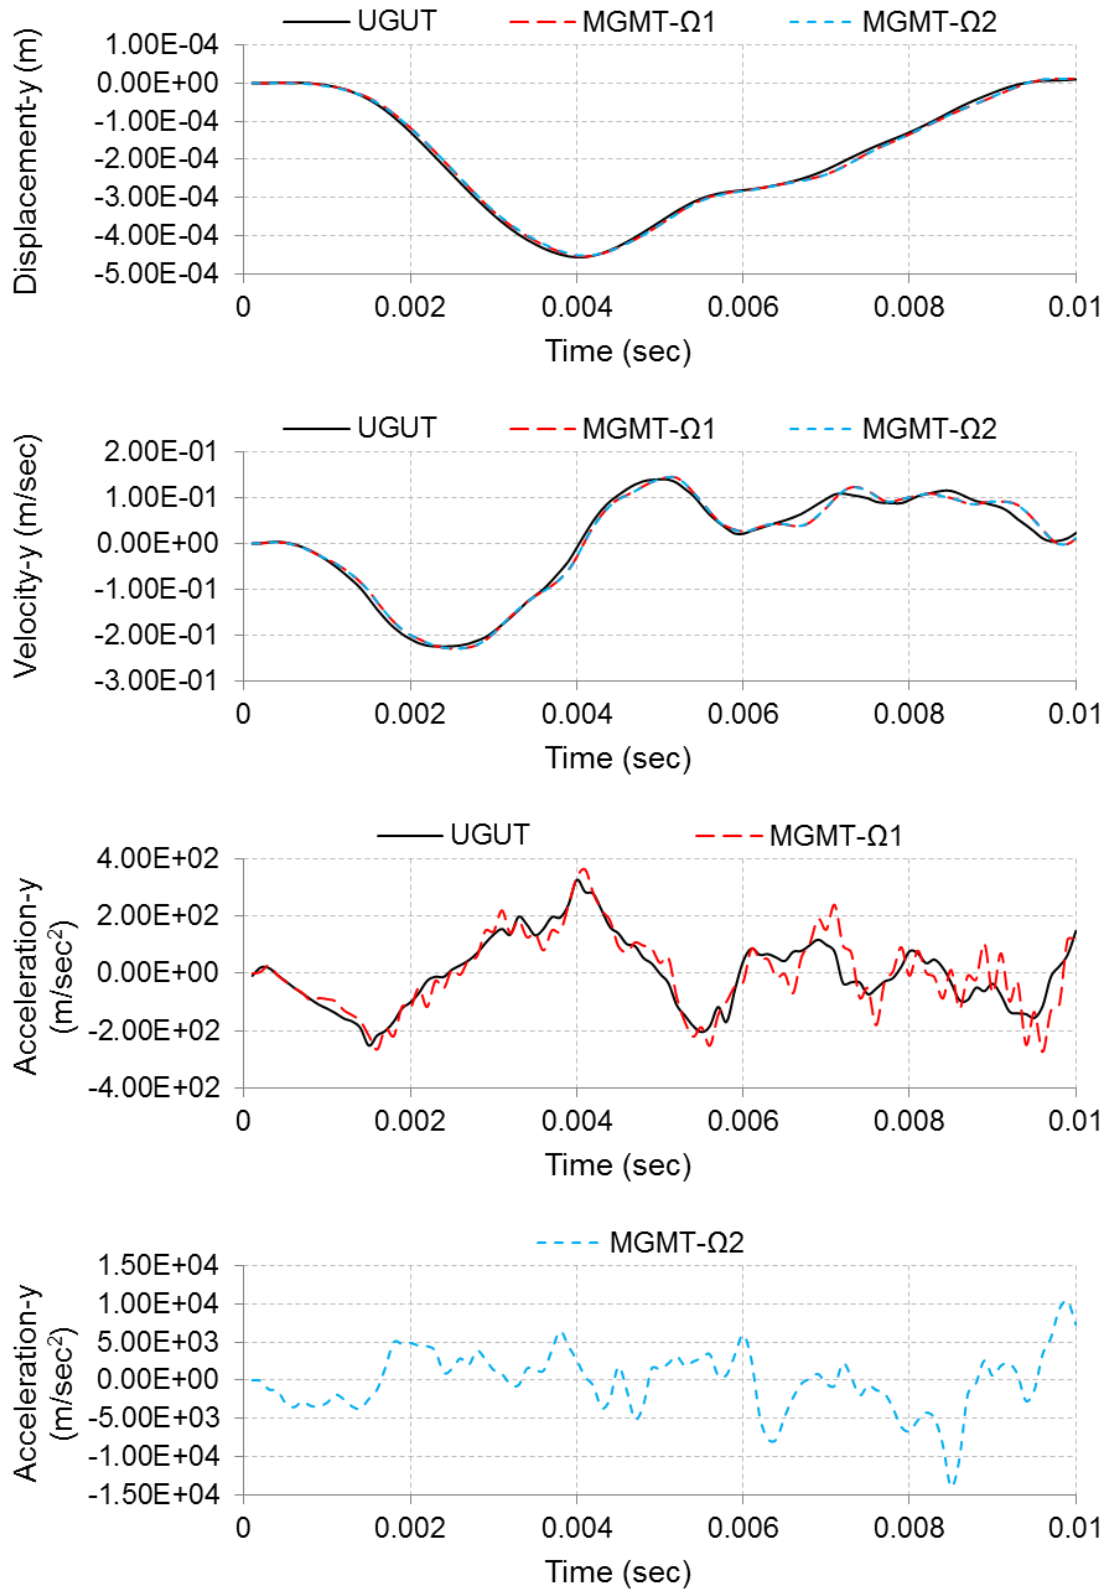 UGUT MGMT-Ω1 MGMT-Ω2
Displacement-y (m)
1.00E-04
0.00E+00
-1.00E-04
-2.00E-04
-3.00E-04
-4.00E-04
-5.00E-04
0 0.002 0.004 0.006 0.008 0.01
Time (sec)
UGUT MGMT-Ω1 MGMT-Ω2
Velocity-y (m/sec)
2.00E-01
1.00E-01
0.00E+00
-1.00E-01
-2.00E-01
-3.00E-01
0 0.002 0.004 0.006 0.008 0.01
Time (sec)
UGUT MGMT-Ω1
Acceleration-y
(m/sec²)
4.00E+02
2.00E+02
0.00E+00
-2.00E+02
-4.00E+02
0 0.002 0.004 0.006 0.008 0.01
Time (sec)
MGMT-Ω2
Acceleration-y
(m/sec²)
1.50E+04
1.00E+04
5.00E+03
0.00E+00
-5.00E+03
-1.00E+04
-1.50E+04
0 0.002 0.004 0.006 0.008 0.01
Time (sec)